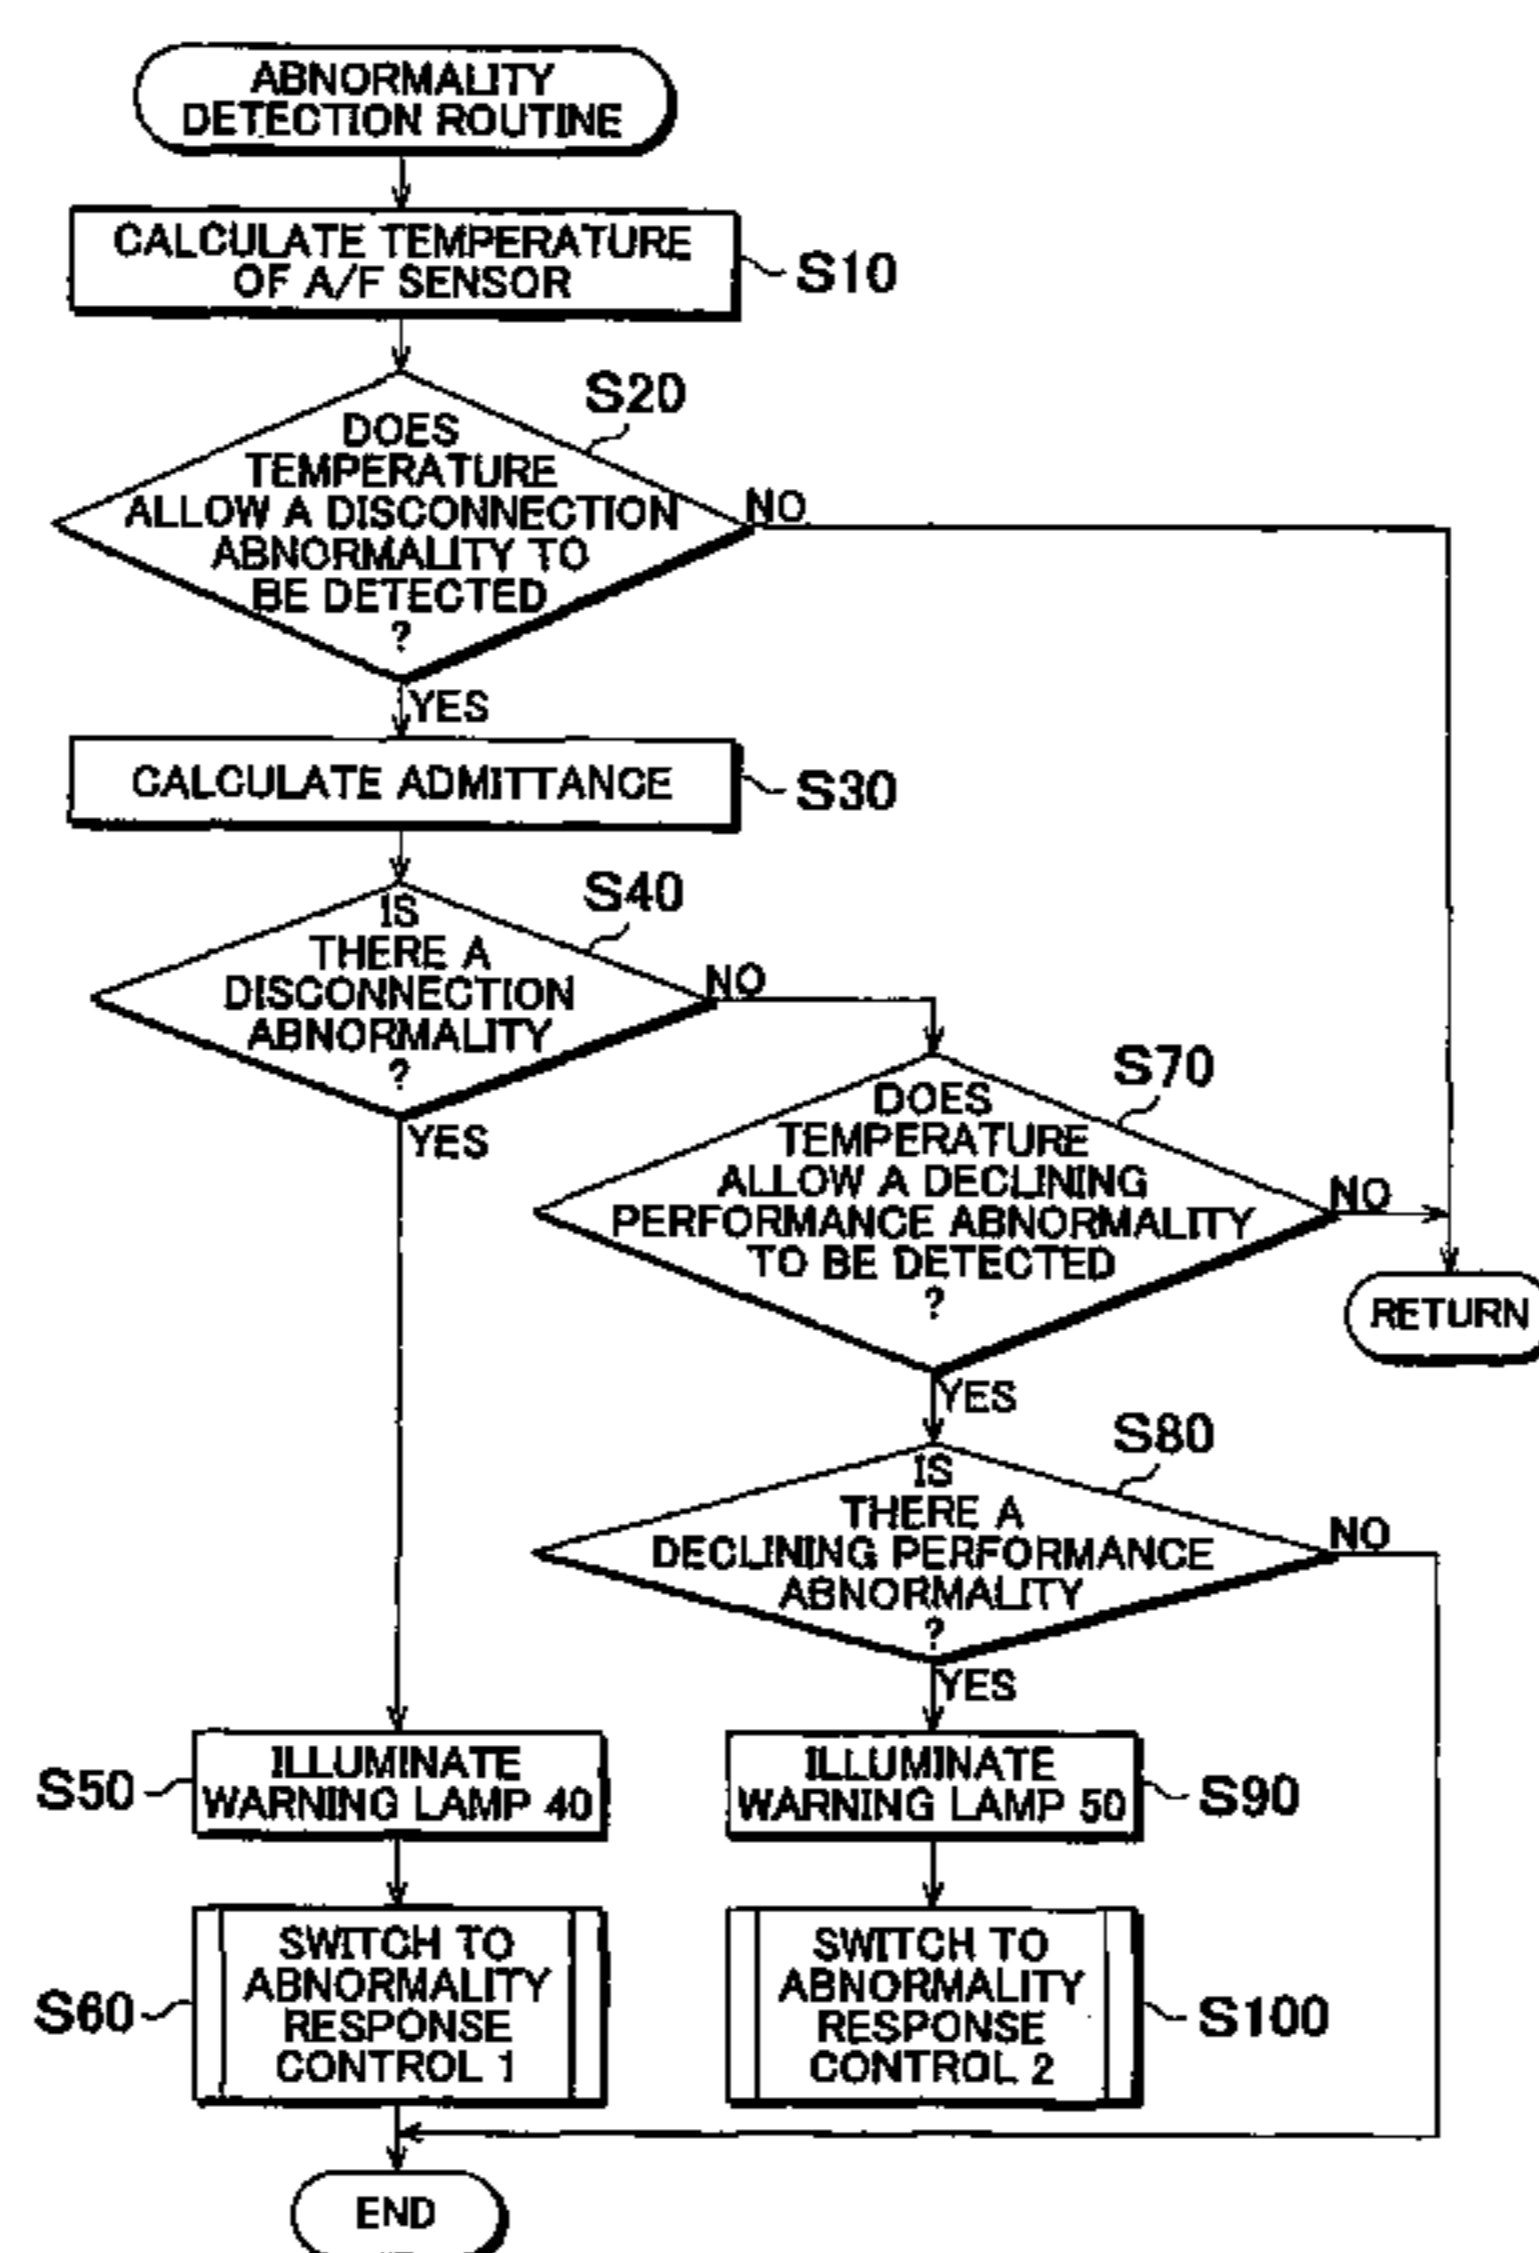 ABNORMALITY
DETECTION ROUTINE
CALCULATE TEMPERATURE
OF A/F SENSOR
S10
S20
DOES
TEMPERATURE
ALLOW A DISCONNECTION
ABNORMALITY TO
BE DETECTED
?
NO
YES
CALCULATE ADMITTANCE
S30
S40
IS
THERE A
DISCONNECTION
ABNORMALITY
?
NO
YES
S70
DOES
TEMPERATURE
ALLOW A DECLINING
PERFORMANCE ABNORMALITY
TO BE DETECTED
?
NO
RETURN
YES
S80
IS
THERE A
DECLINING PERFORMANCE
ABNORMALITY
?
NO
YES
S50
ILLUMINATE
WARNING LAMP 40
ILLUMINATE
WARNING LAMP 50
S90
S60
SWITCH TO
ABNORMALITY
RESPONSE
CONTROL 1
SWITCH TO
ABNORMALITY
RESPONSE
CONTROL 2
S100
END